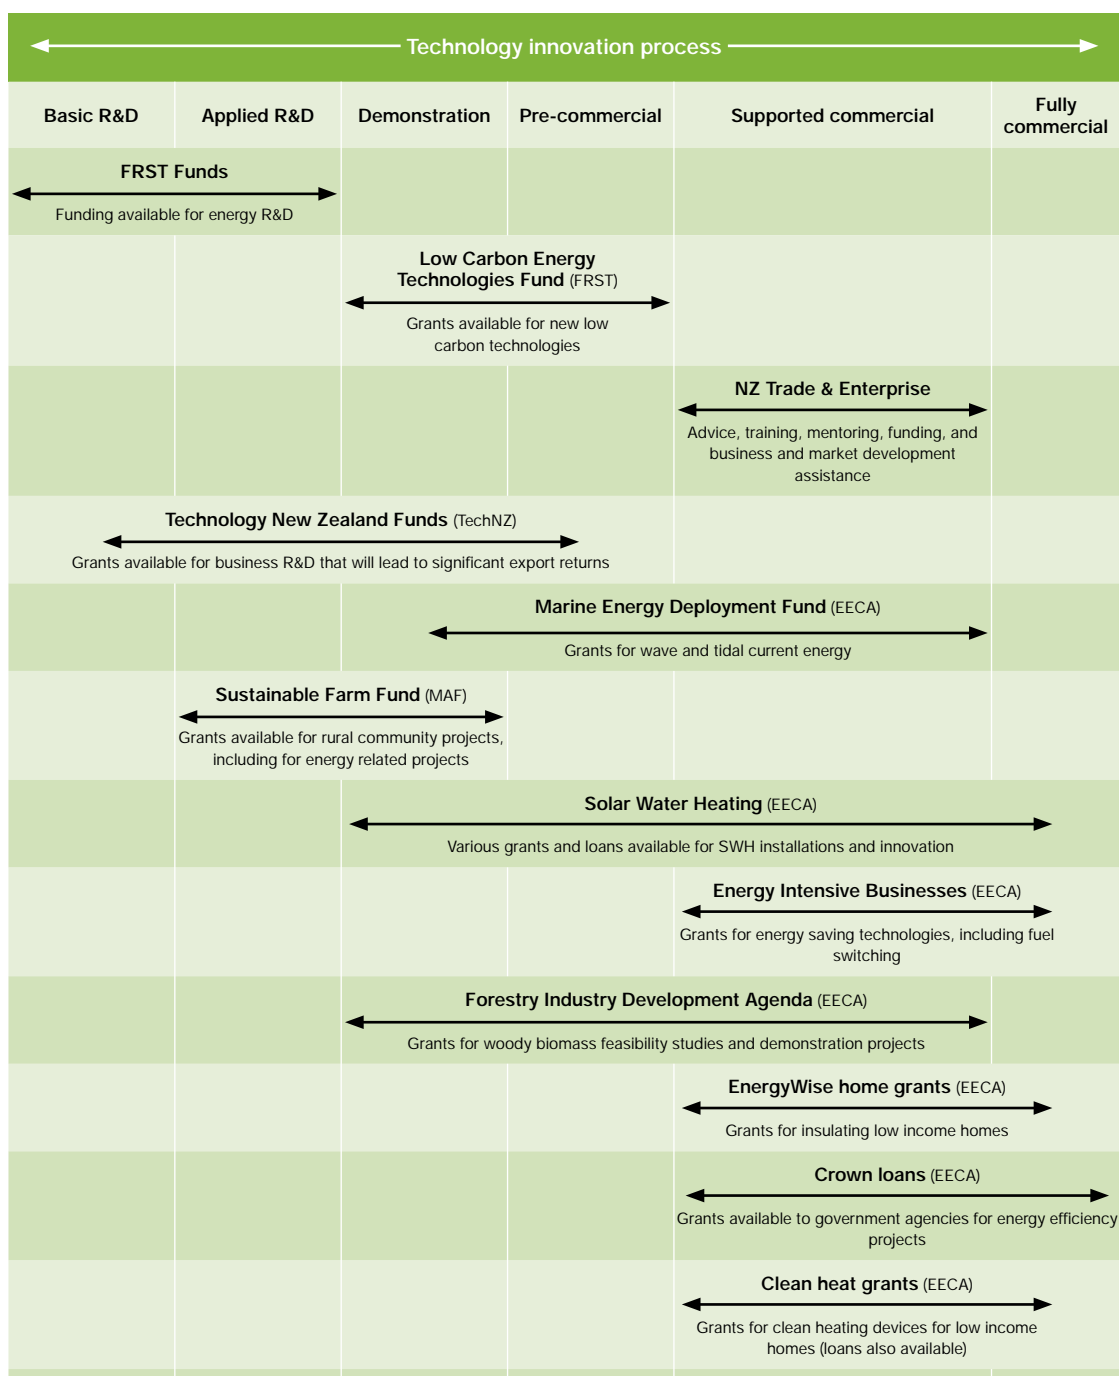 Technology innovation process
Basic R&D
Applied R&D
Demonstration
Pre-commercial
Supported commercial
Fully
commercial
FRST Funds
Funding available for energy R&D
Low Carbon Energy
Technologies Fund (FRST)
Grants available for new low
carbon technologies
NZ Trade & Enterprise
Advice, training, mentoring, funding, and
business and market development
assistance
Technology New Zealand Funds (TechNZ)
Grants available for business R&D that will lead to significant export returns
Marine Energy Deployment Fund (EECA)
Grants for wave and tidal current energy
Sustainable Farm Fund (MAF)
Grants available for rural community projects,
including for energy related projects
Solar Water Heating (EECA)
Various grants and loans available for SWH installations and innovation
Energy Intensive Businesses (EECA)
Grants for energy saving technologies, including fuel
switching
Forestry Industry Development Agenda (EECA)
Grants for woody biomass feasibility studies and demonstration projects
EnergyWise home grants (EECA)
Grants for insulating low income homes
Crown loans (EECA)
Grants available to government agencies for energy efficiency
projects
Clean heat grants (EECA)
Grants for clean heating devices for low income
homes (loans also available)